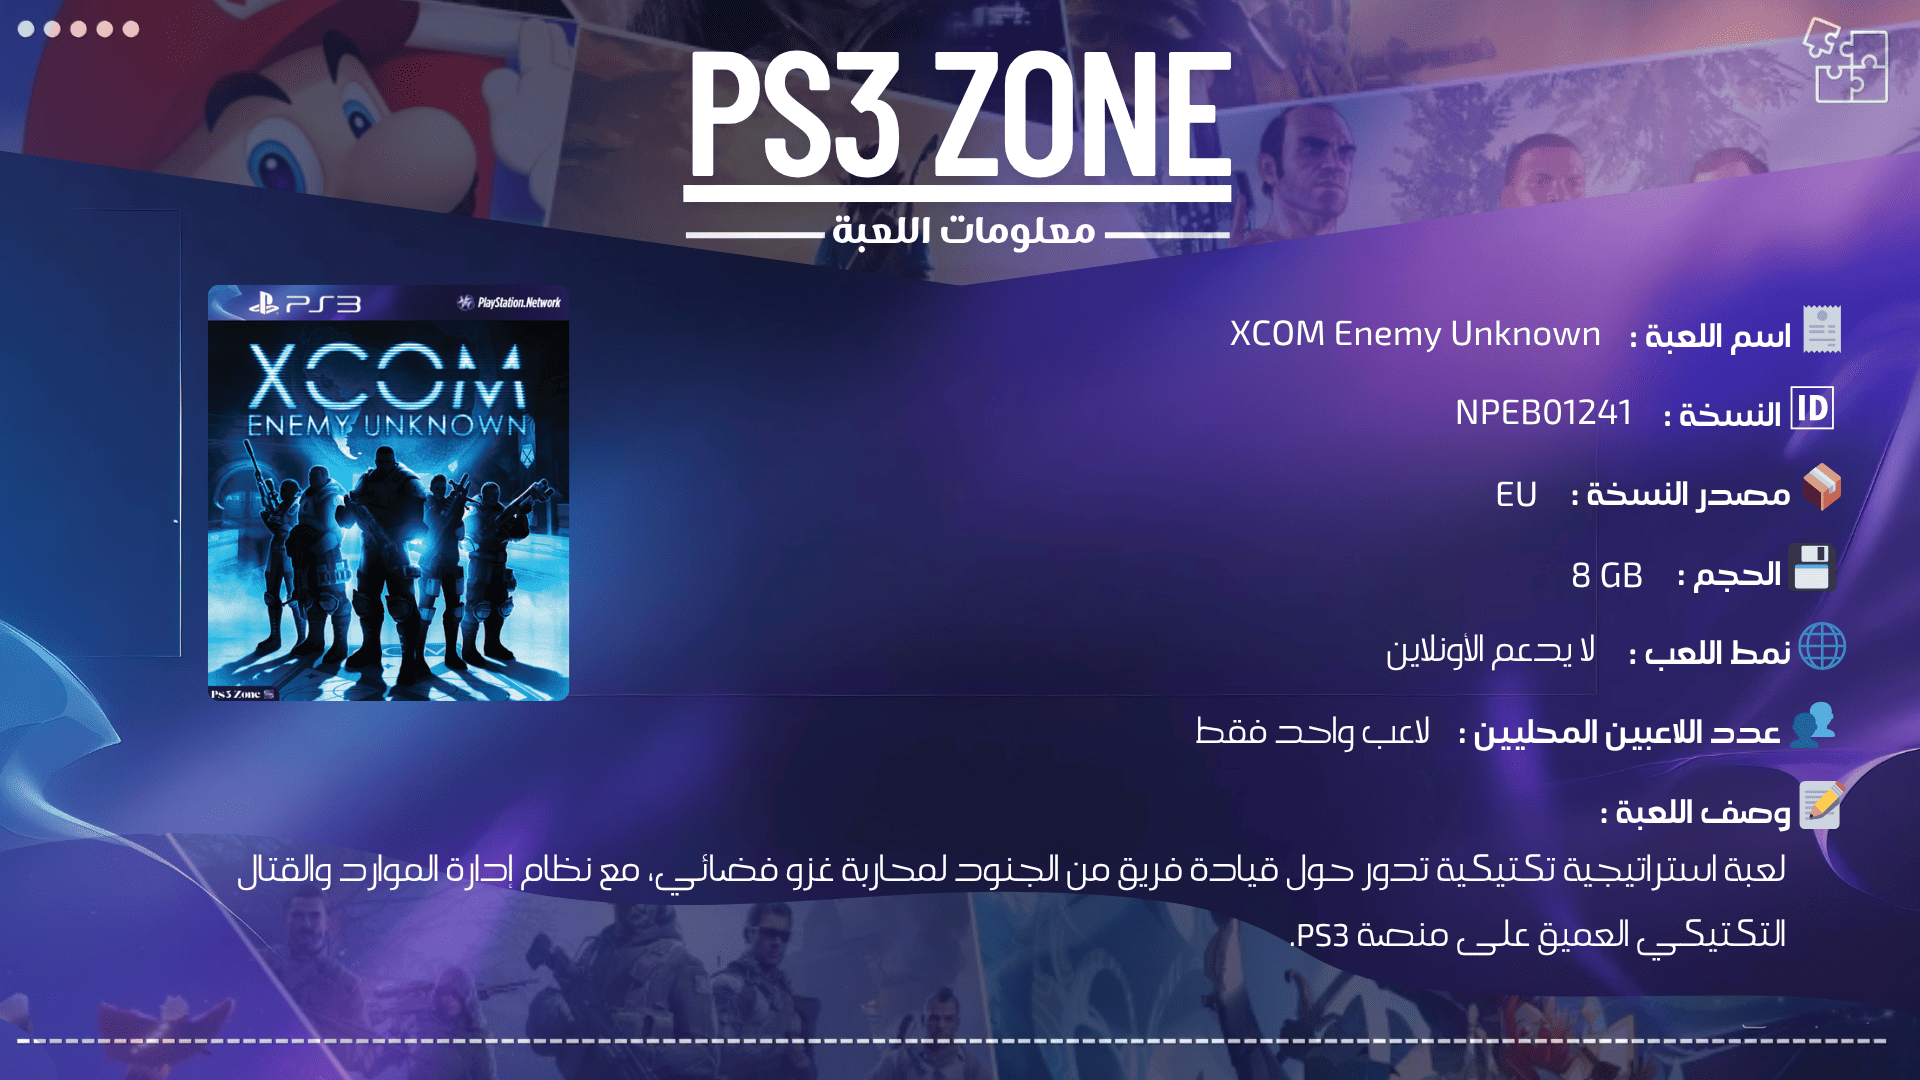 PS3 ZONE
معلومات اللعبة
PS3 PlayStation.Network
XCOM
ENEMY UNKNOWN
Ps3 Zone
اسم اللعبة : XCOM Enemy Unknown
ID النسخة : NPEB01241
مصدر النسخة : EU
الحجم : 8 GB
نمط اللعب : لا يدعم الأونلاين
عدد اللاعبين المحليين : لاعب واحد فقط
وصف اللعبة :
لعبة استراتيجية تكتيكية تدور حول قيادة فريق من الجنود لمحاربة غزو فضائي، مع نظام إدارة الموارد والقتال
التكتيكي العميق على منصة PS3.